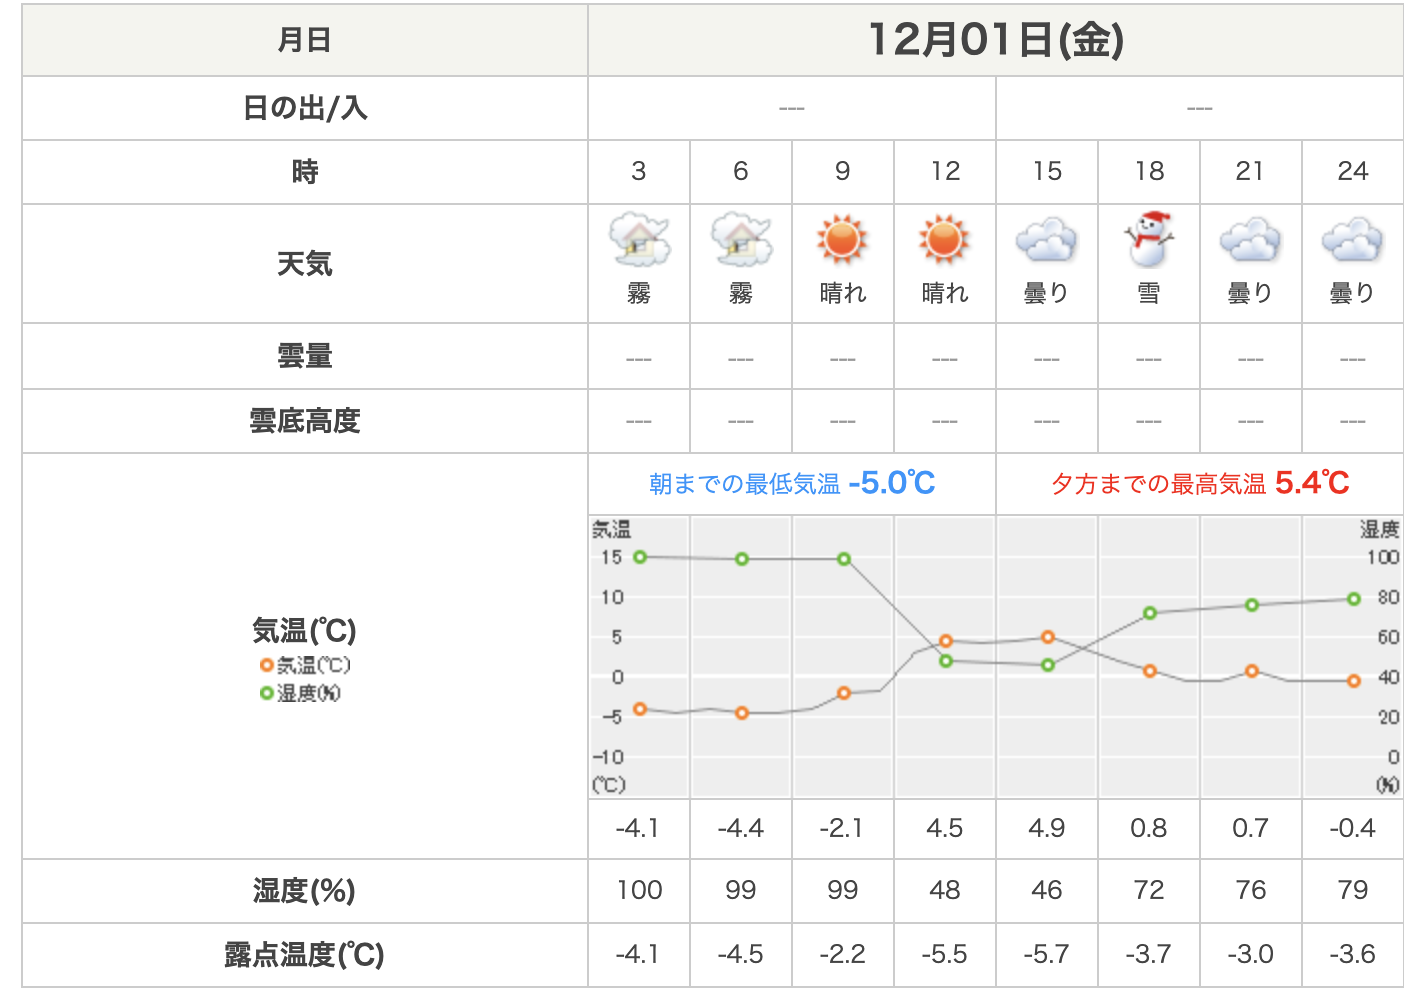 月日 12月01日(金)
日の出/入 --- ---
時 3 6 9 12 15 18 21 24
天気 霧 霧 晴れ 晴れ 曇り 雪 曇り 曇り
雲量 --- --- --- --- --- --- --- ---
雲底高度 --- --- --- --- --- --- --- ---
朝までの最低気温 -5.0℃ 夕方までの最高気温 5.4℃
気温 湿度
15 100
10 80
5 60
0 40
-5 20
-10 0
(℃) (%)
気温(℃)
気温(℃)
湿度(%)
-4.1 -4.4 -2.1 4.5 4.9 0.8 0.7 -0.4
湿度(%) 100 99 99 48 46 72 76 79
露点温度(℃) -4.1 -4.5 -2.2 -5.5 -5.7 -3.7 -3.0 -3.6